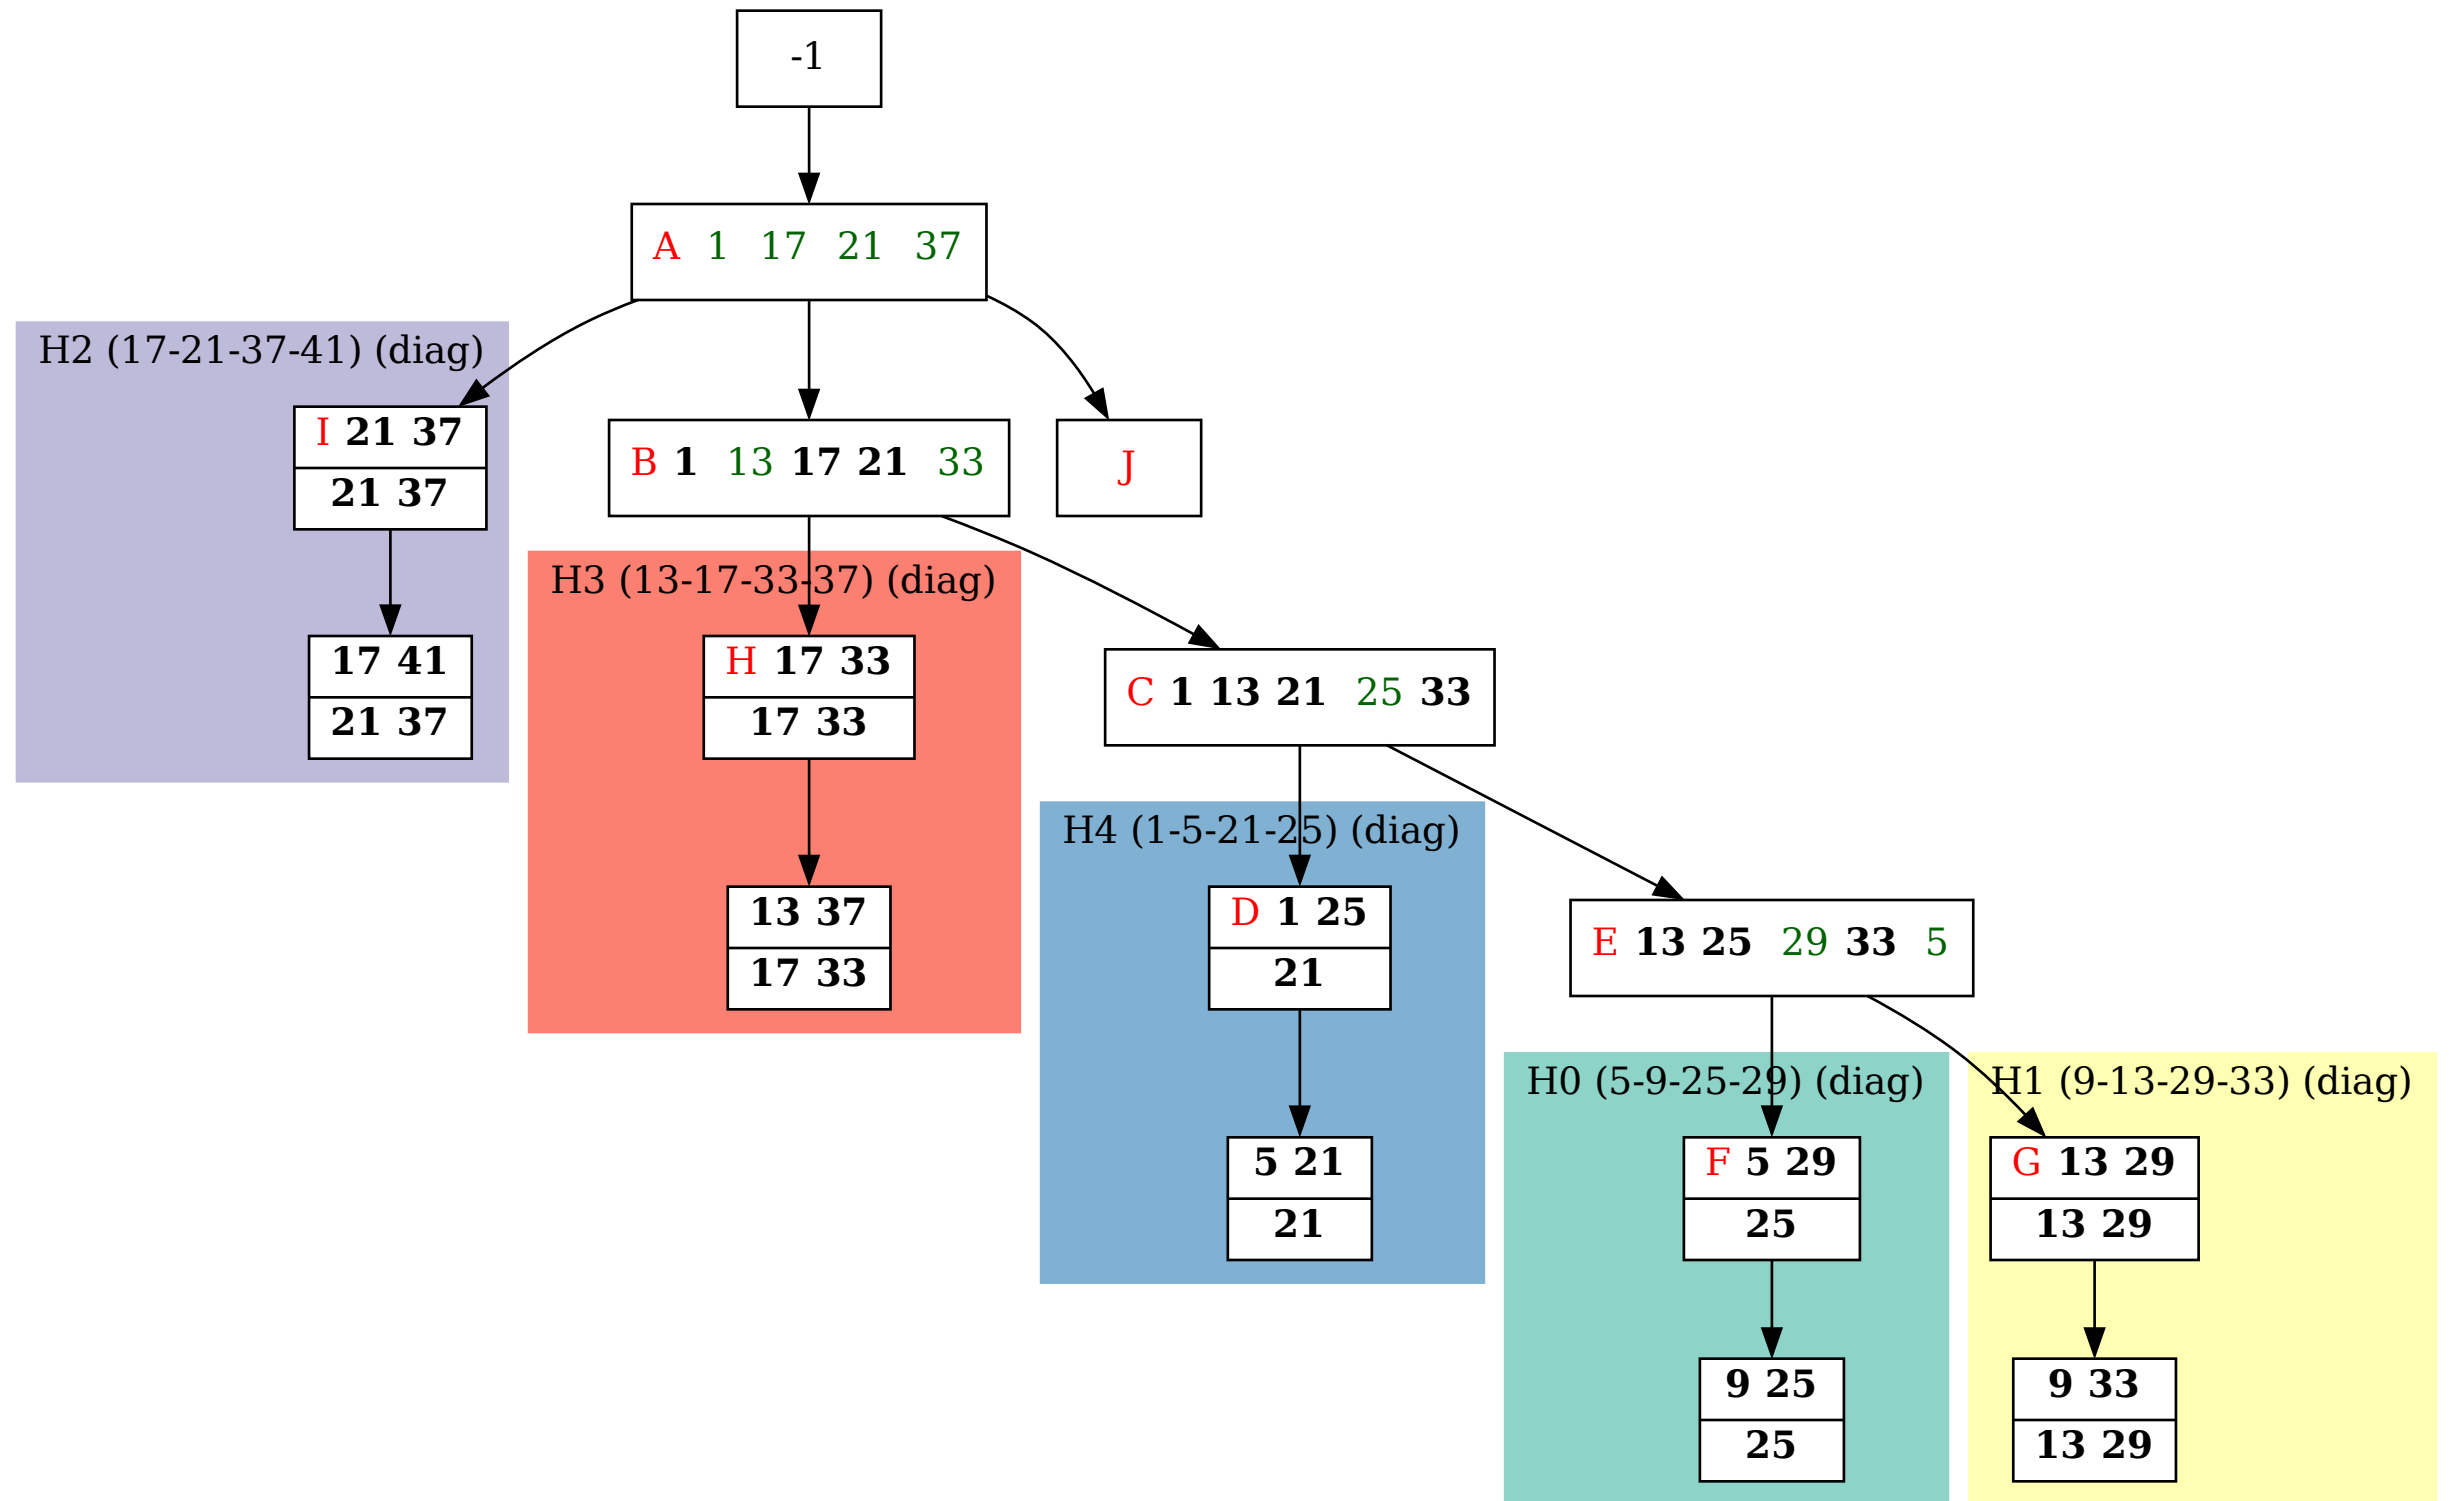 -1
A 1 17 21 37
H2 (17-21-37-41) (diag)
I 21 37
21 37
B 1 13 17 21 33
J
H3 (13-17-33-37) (diag)
17 41
21 37
H 17 33
17 33
C 1 13 21 25 33
H4 (1-5-21-25) (diag)
13 37
17 33
D 1 25
21
E 13 25 29 33 5
H0 (5-9-25-29) (diag)
H1 (9-13-29-33) (diag)
5 21
21
F 5 29
25
G 13 29
13 29
9 25
25
9 33
13 29